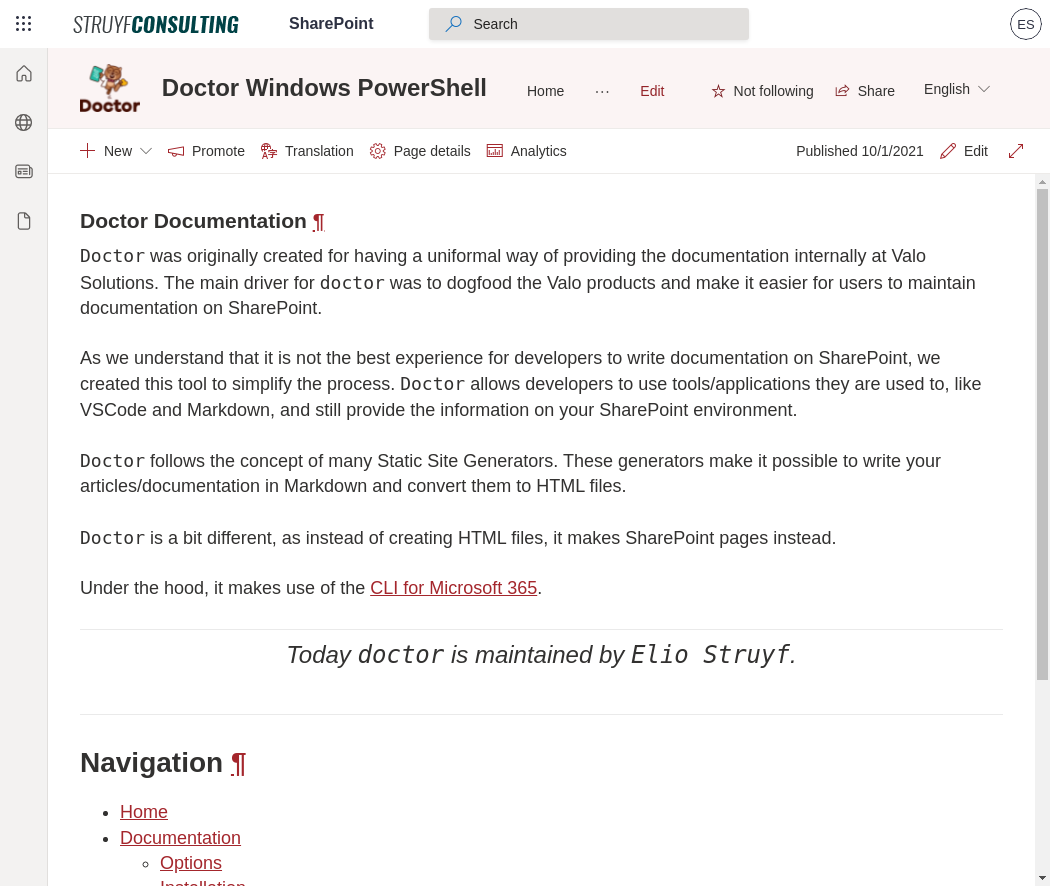 STRUYFCONSULTING
SharePoint
Search
ES
Doctor
Doctor Windows PowerShell
Home
...
Edit
Not following
Share
English
New
Promote
Translation
Page details
Analytics
Published 10/1/2021
Edit
Doctor Documentation ¶
Doctor was originally created for having a uniformal way of providing the documentation internally at Valo
Solutions. The main driver for doctor was to dogfood the Valo products and make it easier for users to maintain
documentation on SharePoint.
As we understand that it is not the best experience for developers to write documentation on SharePoint, we
created this tool to simplify the process. Doctor allows developers to use tools/applications they are used to, like
VSCode and Markdown, and still provide the information on your SharePoint environment.
Doctor follows the concept of many Static Site Generators. These generators make it possible to write your
articles/documentation in Markdown and convert them to HTML files.
Doctor is a bit different, as instead of creating HTML files, it makes SharePoint pages instead.
Under the hood, it makes use of the CLI for Microsoft 365.
Today doctor is maintained by Elio Struyf.
Navigation ¶
Home
Documentation
Options
Installation